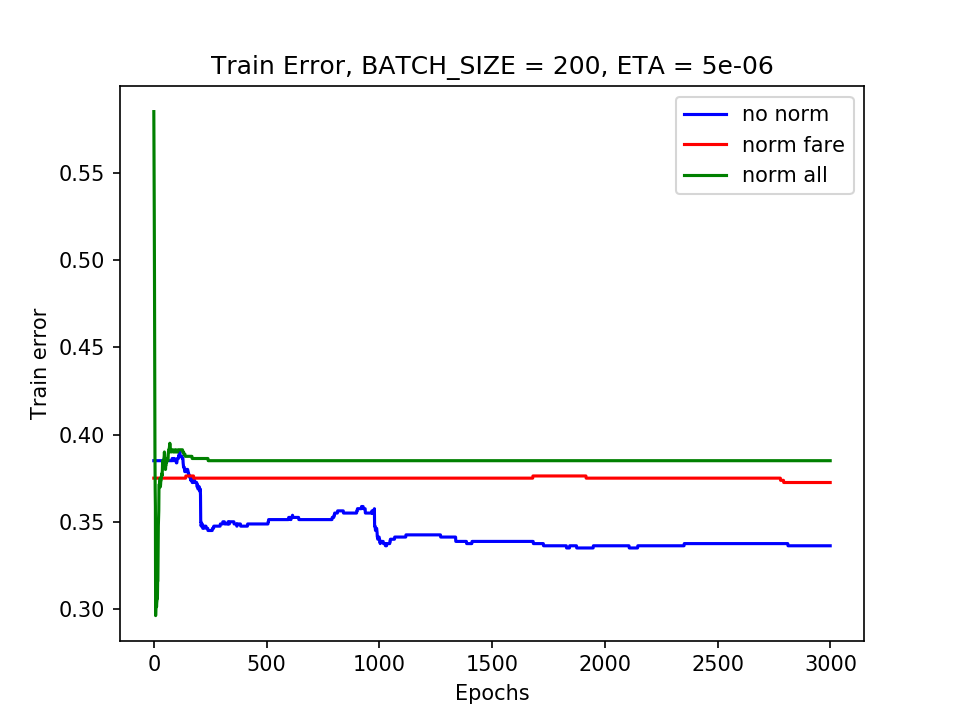 Train Error, BATCH_SIZE = 200, ETA = 5e-06
no norm
norm fare
norm all
Train error
0.55
0.50
0.45
0.40
0.35
0.30
0
500
1000
1500
2000
2500
3000
Epochs